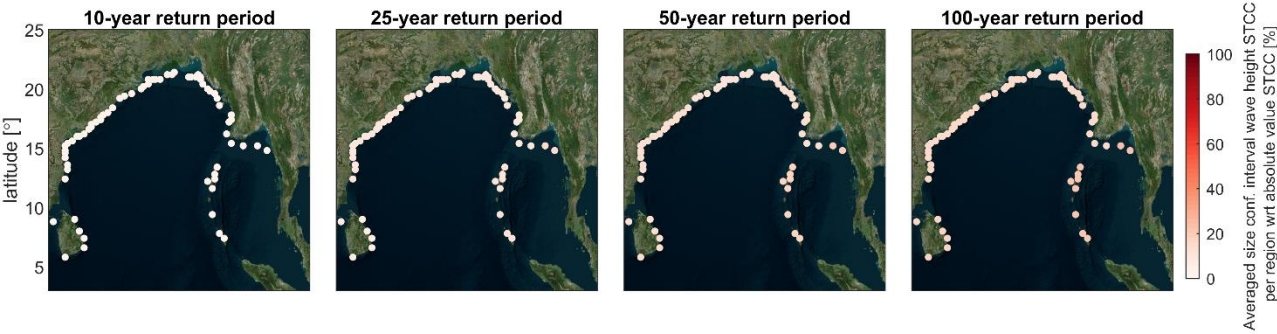 10-year return period
25-year return period
50-year return period
100-year return period
latitude [°]
25
20
15
10
5
100
80
60
40
20
0
Averaged size conf. interval wave height STCC
per region wrt absolute value STCC [%]